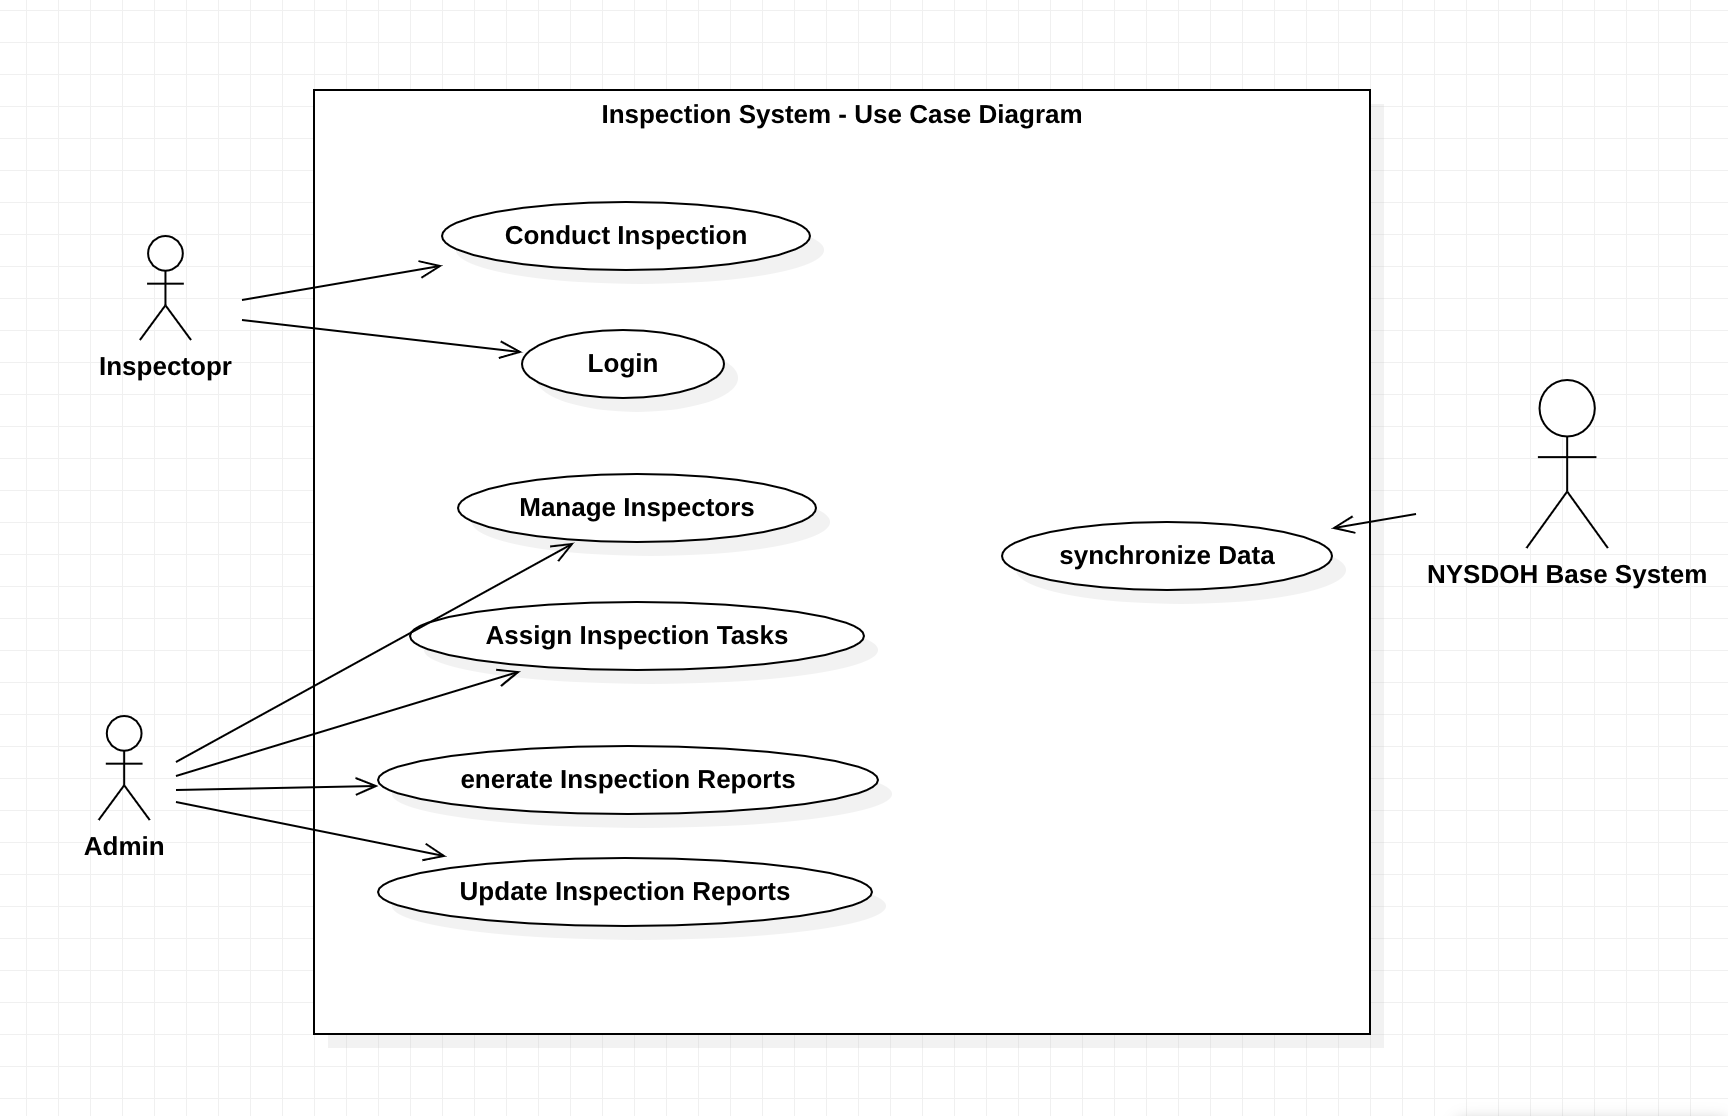 Inspection System - Use Case Diagram
Conduct Inspection
Inspectopr
Login
Manage Inspectors
synchronize Data
NYSDOH Base System
Assign Inspection Tasks
enerate Inspection Reports
Admin
Update Inspection Reports